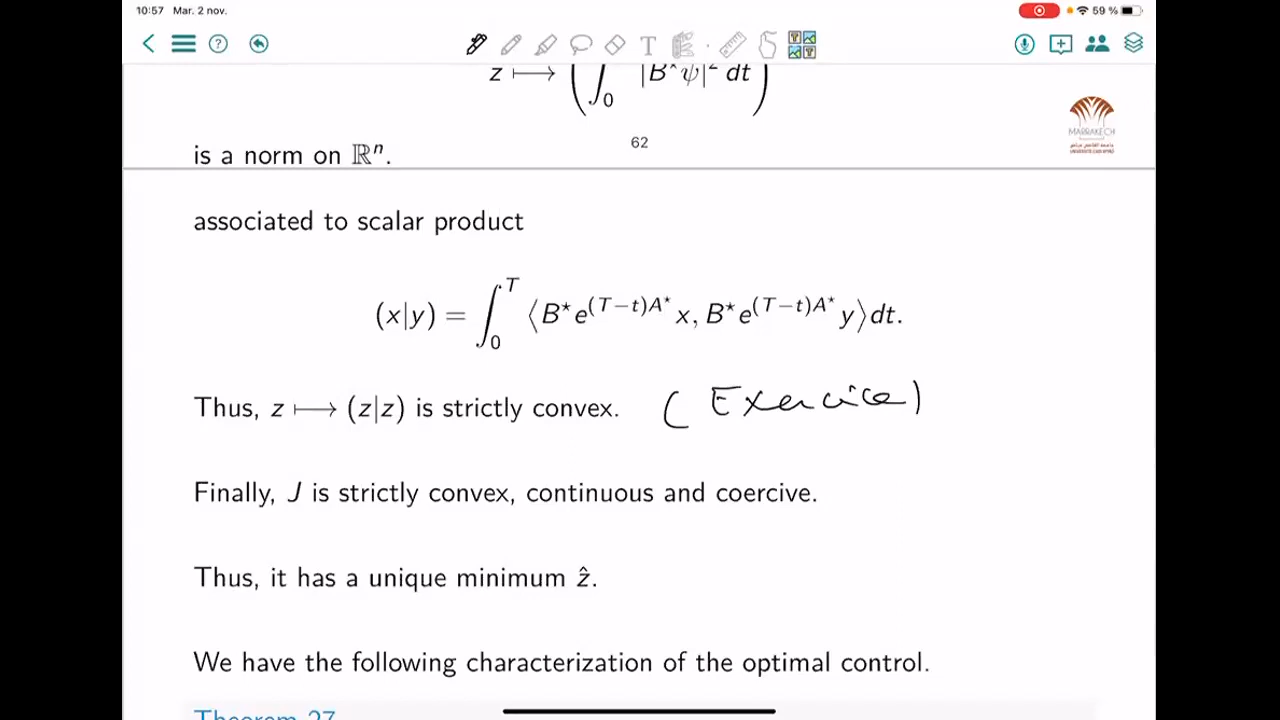 10:57 Mar. 2 nov. 59 %
z ⟼ (∫₀ |B*ψ|² dt)
62
MARRAKECH
is a norm on ℝⁿ.
associated to scalar product
(x|y) = ∫₀ᵀ ⟨B⋆e^{(T−t)A⋆}x, B⋆e^{(T−t)A⋆}y⟩dt.
Thus, z ⟼ (z|z) is strictly convex. (Exercice)
Finally, J is strictly convex, continuous and coercive.
Thus, it has a unique minimum ẑ.
We have the following characterization of the optimal control.
Theorem 27